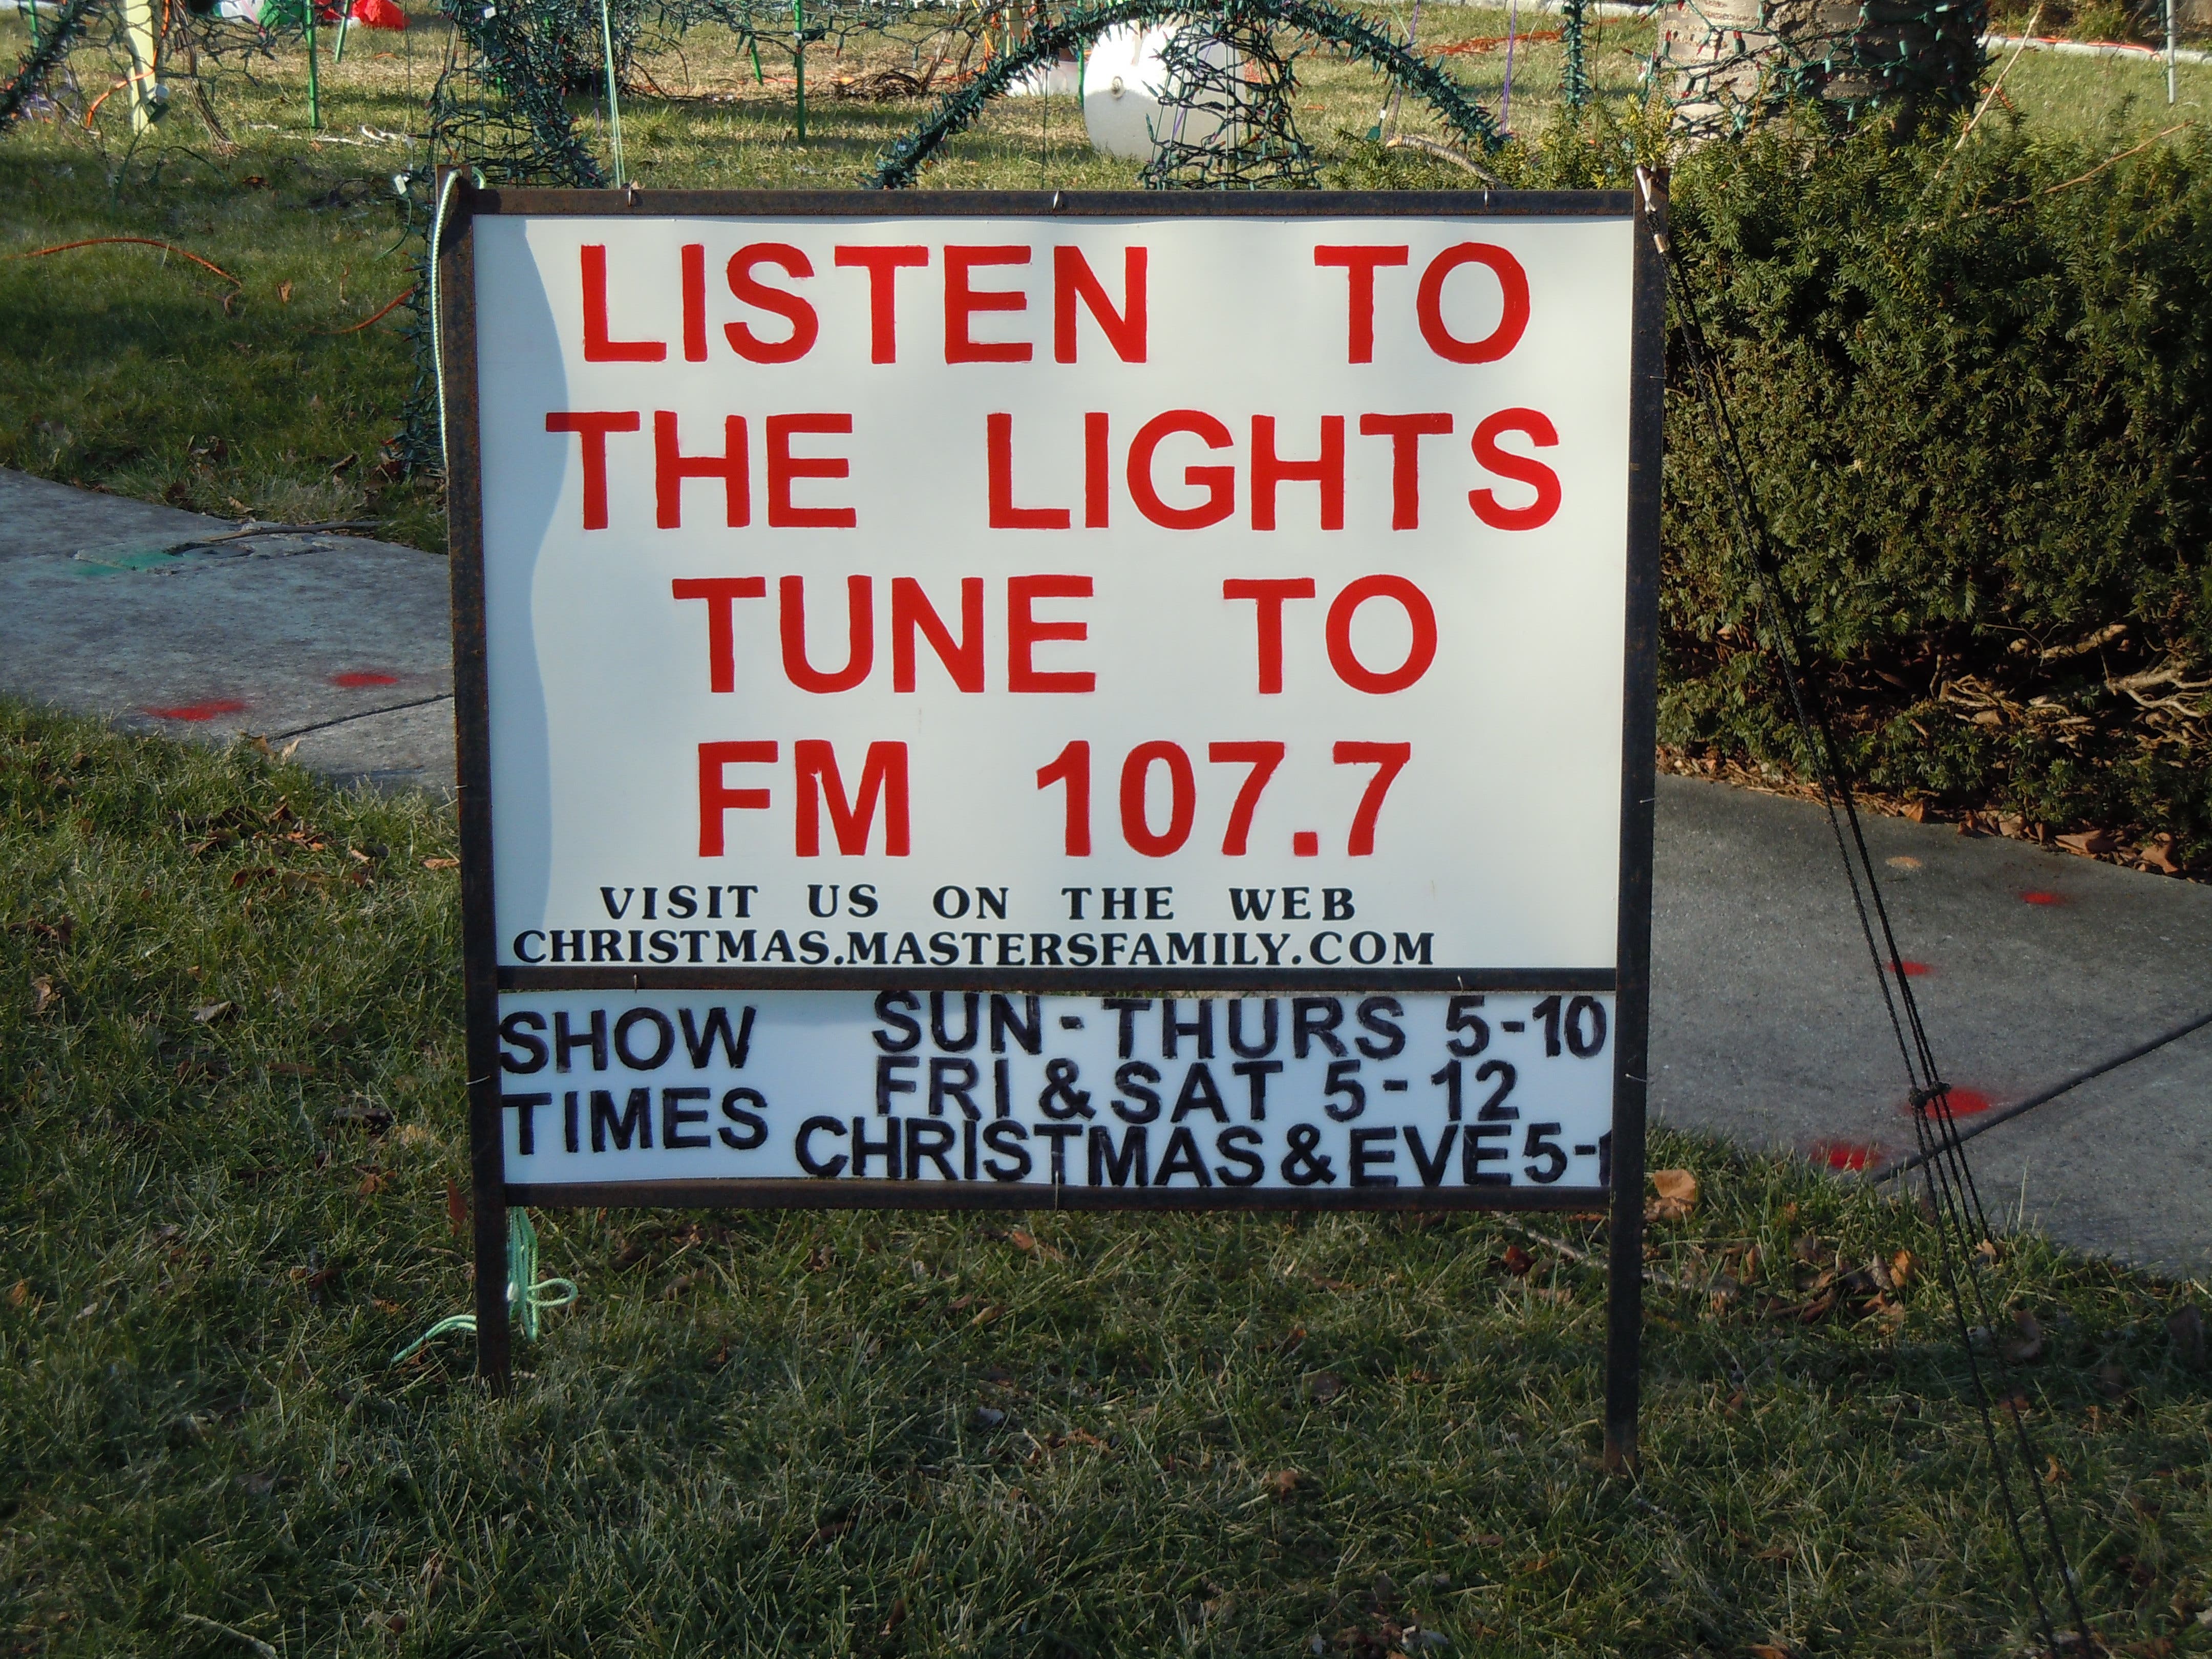 LISTEN TO
THE LIGHTS
TUNE TO
FM 107.7
VISIT US ON THE WEB
CHRISTMAS.MASTERSFAMILY.COM
SHOW
TIMES
SUN-THURS 5-10
FRI & SAT 5-12
CHRISTMAS & EVE 5-